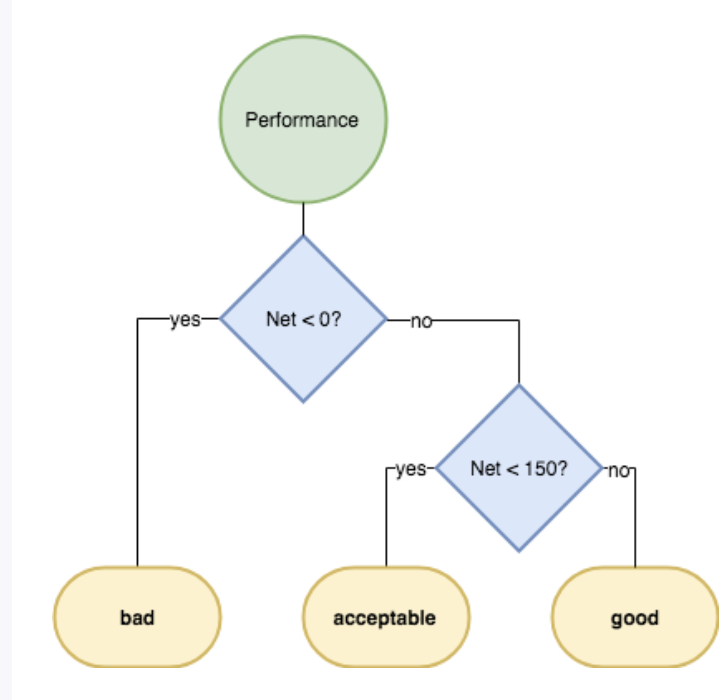 Performance
Net < 0?
yes
no
Net < 150?
yes
no
bad
acceptable
good